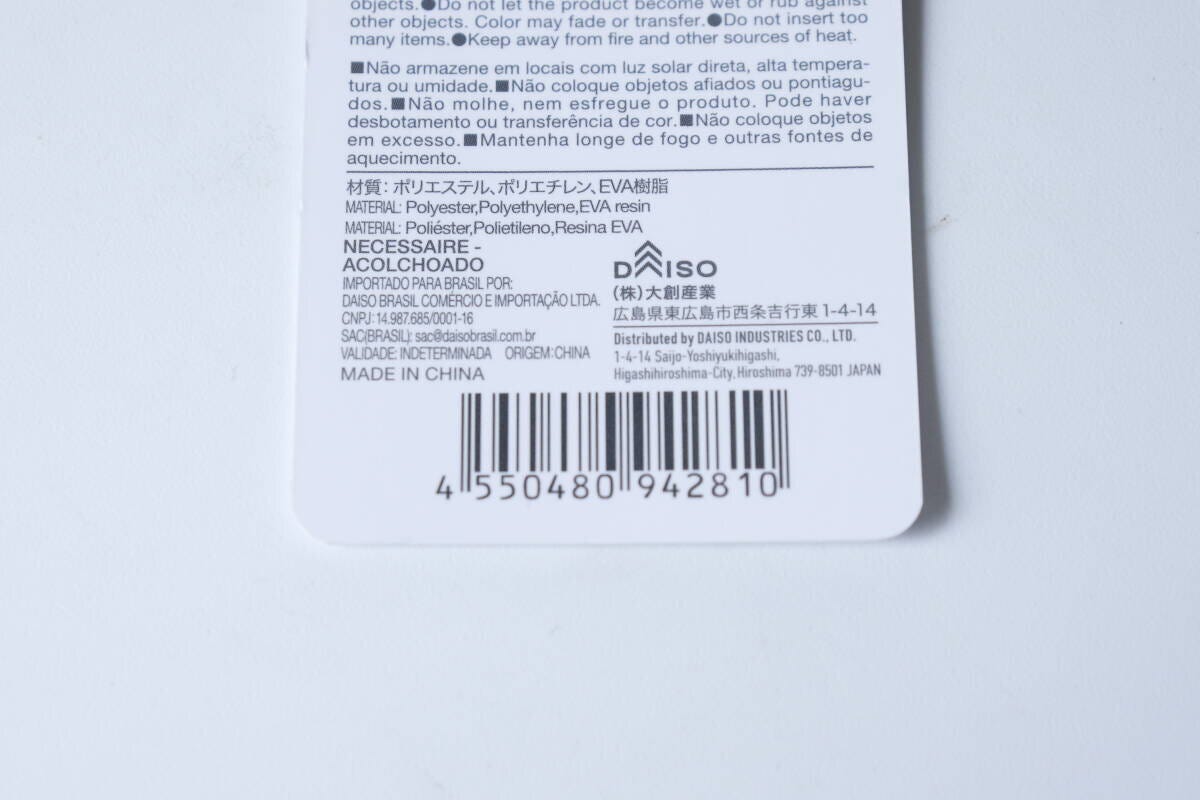 objects.●Do not let the product become wet or rub against
other objects. Color may fade or transfer.●Do not insert too
many items.●Keep away from fire and other sources of heat.
■Não armazene em locais com luz solar direta, alta tempera-
tura ou umidade.■Não coloque objetos afiados ou pontiagu-
dos.■Não molhe, nem esfregue o produto. Pode haver
desbotamento ou transferência de cor.■Não coloque objetos
em excesso.■Mantenha longe de fogo e outras fontes de
aquecimento.
材質：ポリエステル、ポリエチレン、EVA樹脂
MATERIAL: Polyester,Polyethylene,EVA resin
MATERIAL: Poliéster,Polietileno,Resina EVA
NECESSAIRE -
ACOLCHOADO
IMPORTADO PARA BRASIL POR:
DAISO BRASIL COMÉRCIO E IMPORTAÇÃO LTDA.
CNPJ: 14.987.685/0001-16
SAC(BRASIL): sac@daisobrasil.com.br
VALIDADE: INDETERMINADA ORIGEM: CHINA
MADE IN CHINA
DAISO
(株)大創産業
広島県東広島市西条吉行東1-4-14
Distributed by DAISO INDUSTRIES CO., LTD.
1-4-14 Saijo-Yoshiyukihigashi,
Higashihiroshima-City, Hiroshima 739-8501 JAPAN
4 550480 942810